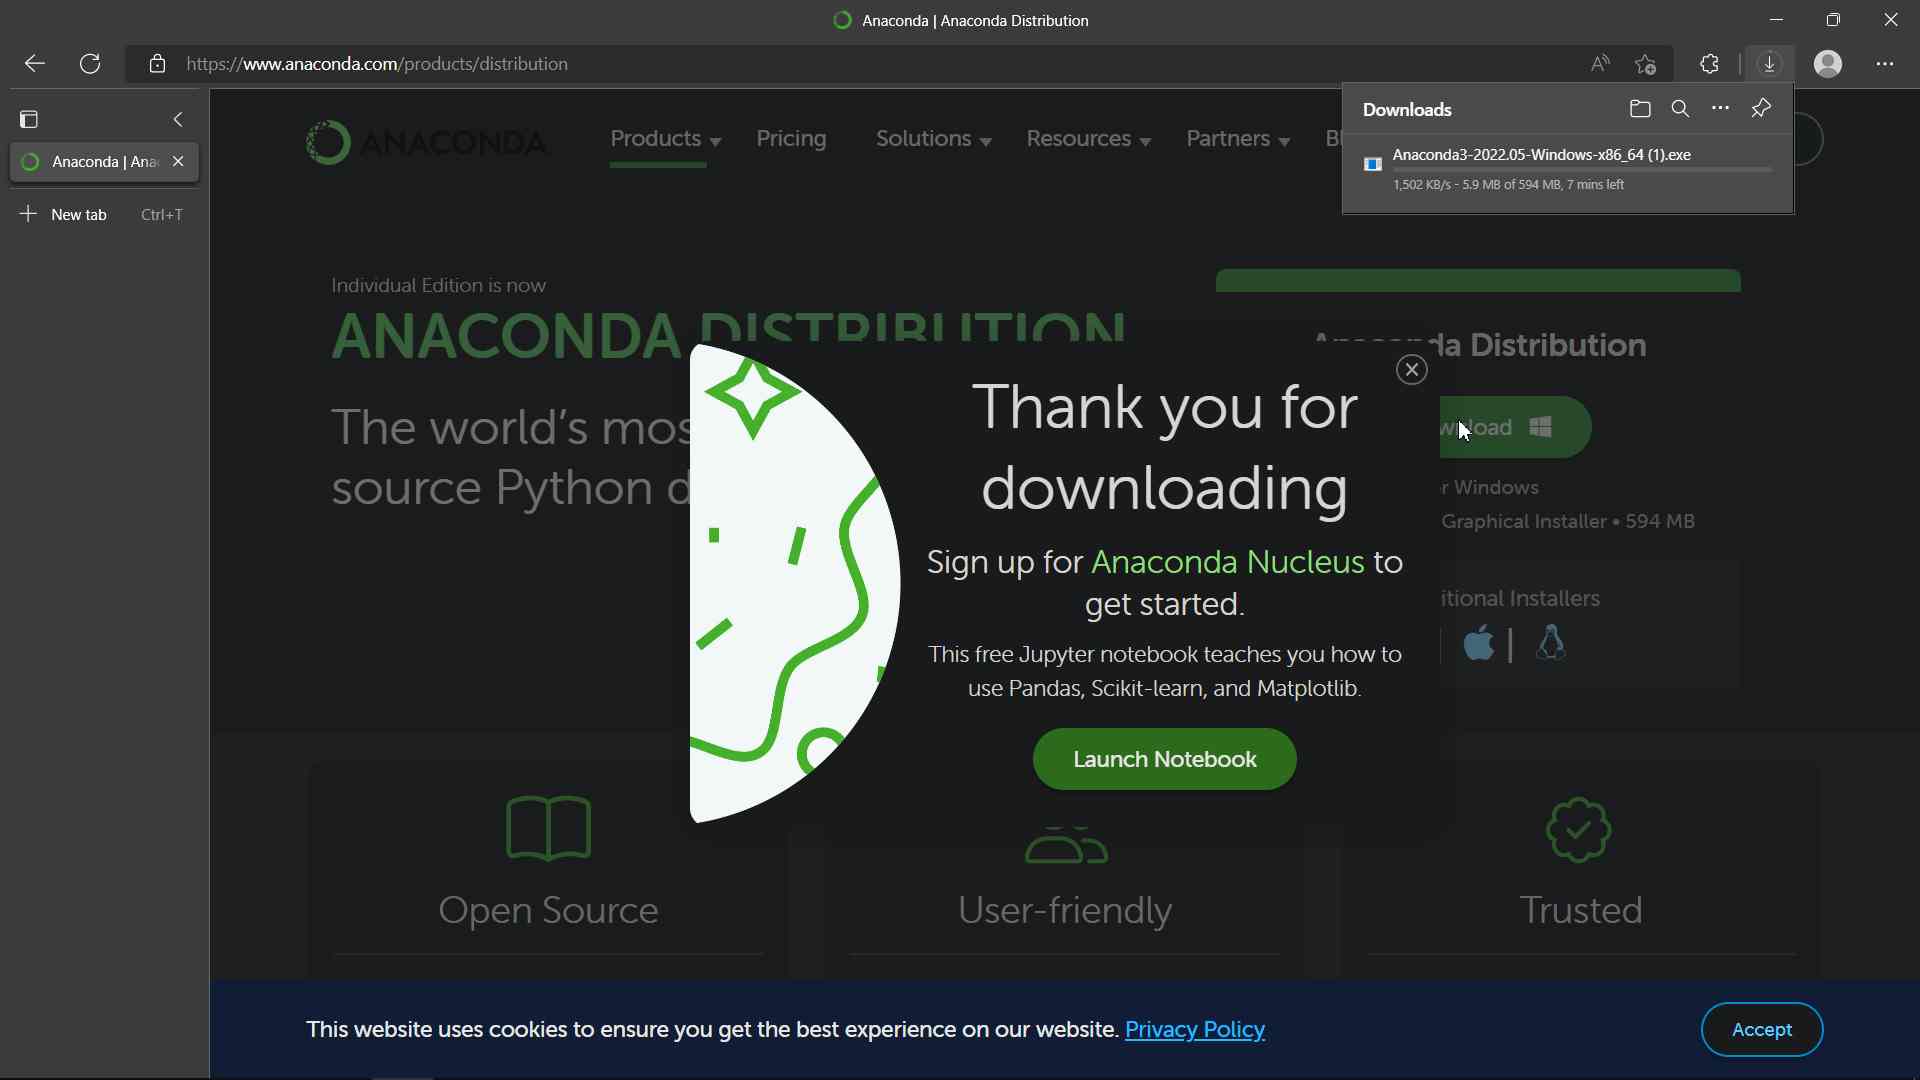 Anaconda | Anaconda Distribution
https://www.anaconda.com/products/distribution
Downloads
Anaconda3-2022.05-Windows-x86_64 (1).exe
1,502 KB/s - 5.9 MB of 594 MB, 7 mins left
Anaconda | Ana
New tab Ctrl+T
ANACONDA
Products Pricing Solutions Resources Partners Bl
Individual Edition is now
ANACONDA DISTRIBUTION
The world's mos
source Python d
da Distribution
wnload
r Windows
Graphical Installer • 594 MB
itional Installers
Thank you for
downloading
Sign up for Anaconda Nucleus to
get started.
This free Jupyter notebook teaches you how to
use Pandas, Scikit-learn, and Matplotlib.
Launch Notebook
Open Source User-friendly Trusted
This website uses cookies to ensure you get the best experience on our website. Privacy Policy
Accept